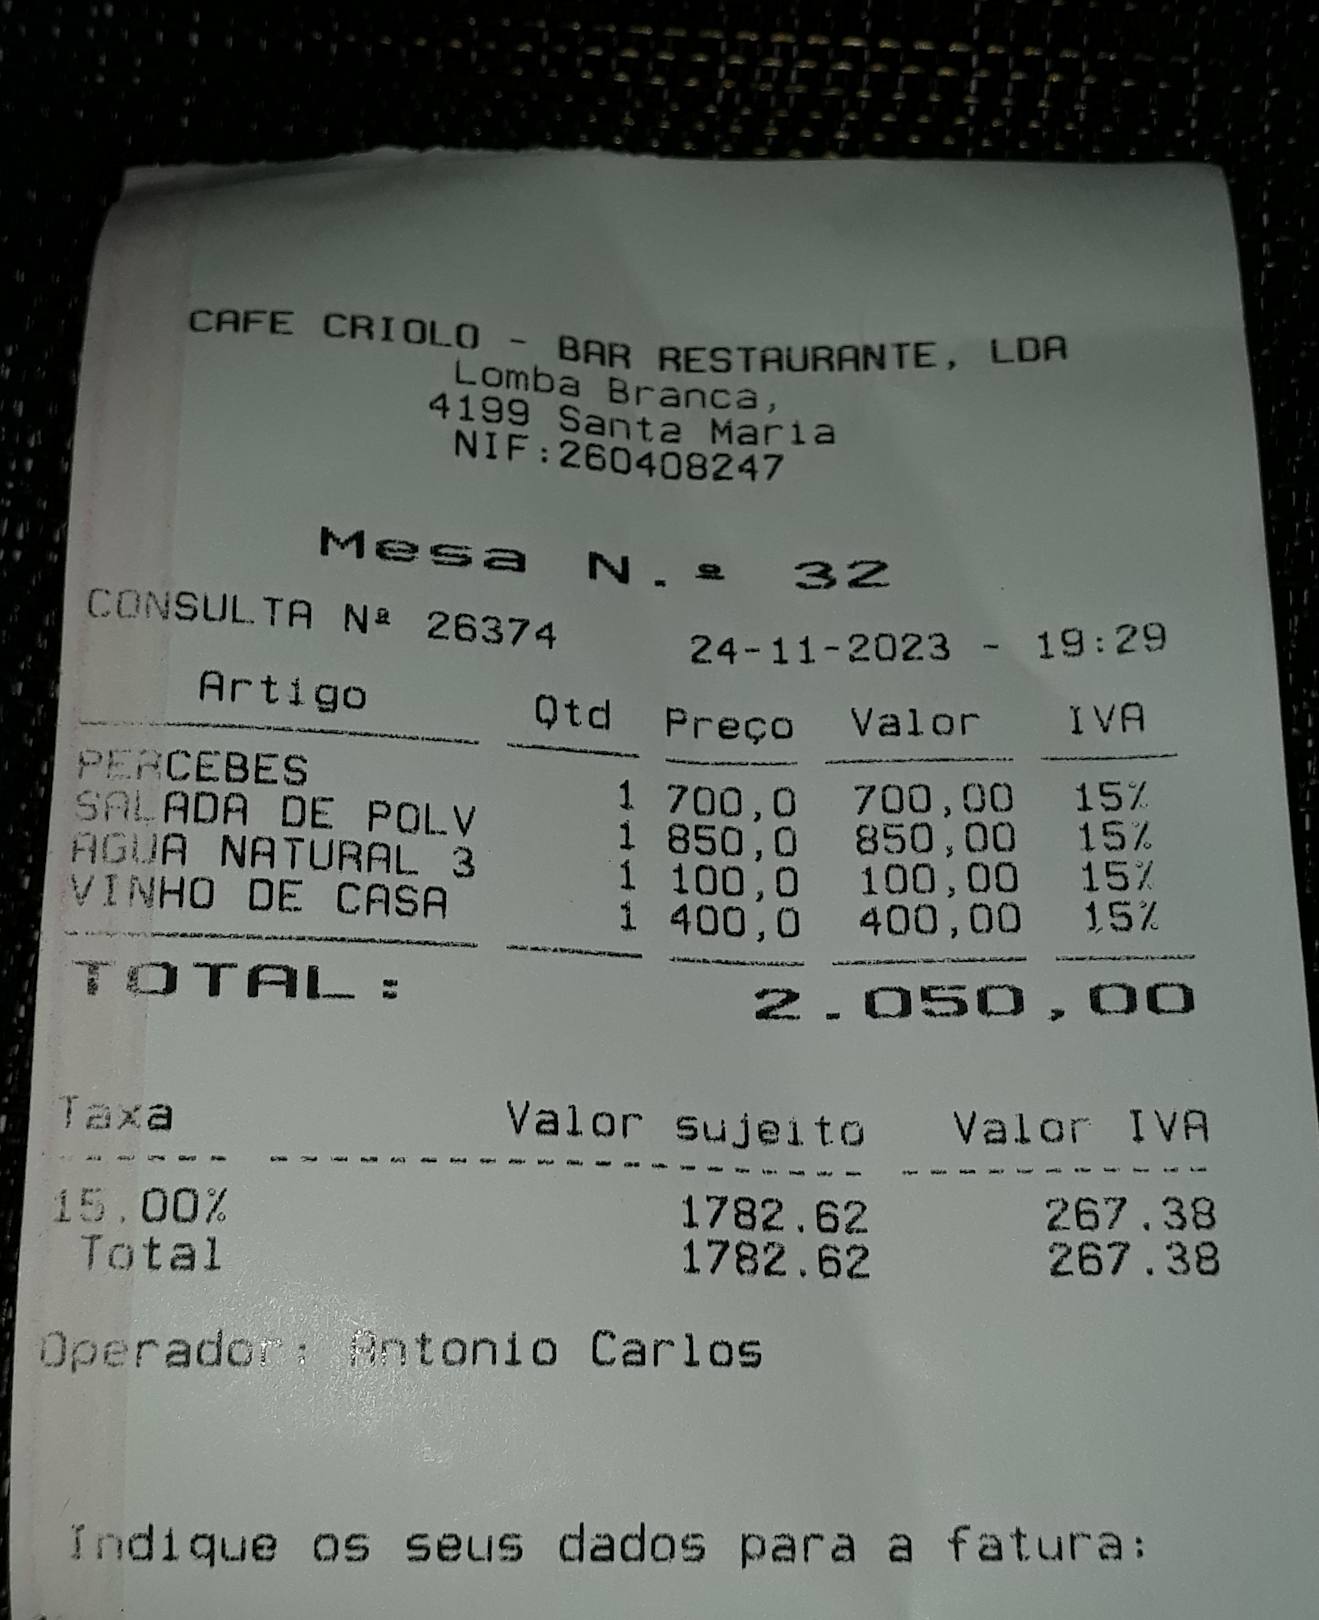 CAFE CRIOLO - BAR RESTAURANTE, LDA
Lomba Branca,
4199 Santa Maria
NIF:260408247
Mesa N.º 32
CONSULTA Nº 26374 24-11-2023 - 19:29
Artigo Qtd Preço Valor IVA
PERCEBES 1 700,0 700,00 15%
SALADA DE POLV 1 850,0 850,00 15%
AGUA NATURAL 3 1 100,0 100,00 15%
VINHO DE CASA 1 400,0 400,00 15%
TOTAL: 2.050,00
Taxa Valor sujeito Valor IVA
15.00% 1782.62 267.38
Total 1782.62 267.38
Operador: Antonio Carlos
Indique os seus dados para a fatura: